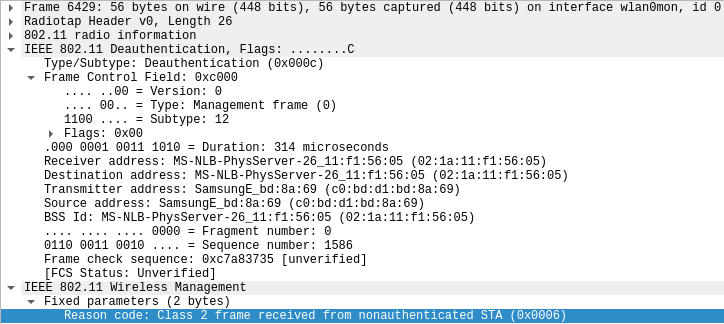 Frame 6429: 56 bytes on wire (448 bits), 56 bytes captured (448 bits) on interface wlan0mon, id 0
Radiotap Header v0, Length 26
802.11 radio information
IEEE 802.11 Deauthentication, Flags: ........C
Type/Subtype: Deauthentication (0x000c)
Frame Control Field: 0xc000
.... ..00 = Version: 0
.... 00.. = Type: Management frame (0)
1100 .... = Subtype: 12
Flags: 0x00
.000 0001 0011 1010 = Duration: 314 microseconds
Receiver address: MS-NLB-PhysServer-26_11:f1:56:05 (02:1a:11:f1:56:05)
Destination address: MS-NLB-PhysServer-26_11:f1:56:05 (02:1a:11:f1:56:05)
Transmitter address: SamsungE_bd:8a:69 (c0:bd:d1:bd:8a:69)
Source address: SamsungE_bd:8a:69 (c0:bd:d1:bd:8a:69)
BSS Id: MS-NLB-PhysServer-26_11:f1:56:05 (02:1a:11:f1:56:05)
.... .... .... 0000 = Fragment number: 0
0110 0011 0010 .... = Sequence number: 1586
Frame check sequence: 0xc7a83735 [unverified]
[FCS Status: Unverified]
IEEE 802.11 Wireless Management
Fixed parameters (2 bytes)
Reason code: Class 2 frame received from nonauthenticated STA (0x0006)